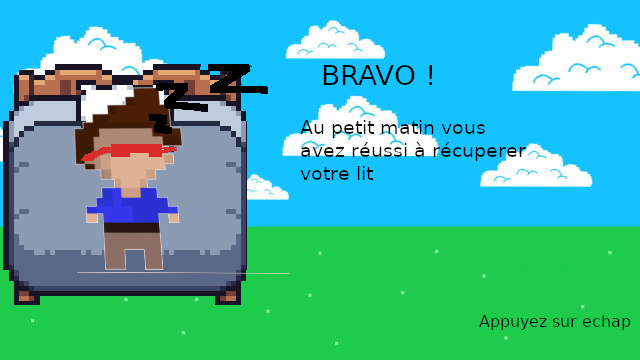 Z Z Z
BRAVO !
Au petit matin vous
avez réussi à récuperer
votre lit
Appuyez sur echap